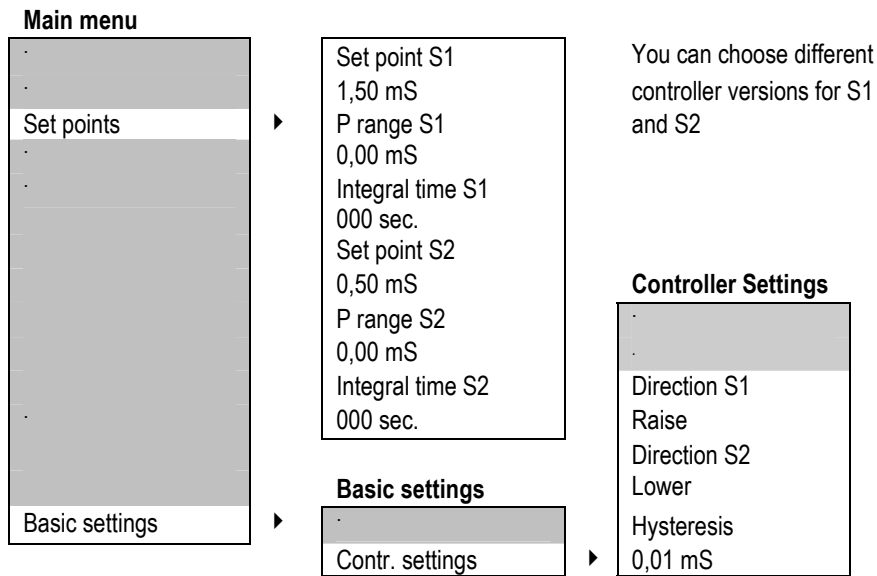 Main menu
.
.
Set points
.
.
.
Basic settings
Set point S1
1,50 mS
P range S1
0,00 mS
Integral time S1
000 sec.
Set point S2
0,50 mS
P range S2
0,00 mS
Integral time S2
000 sec.
Basic settings
.
Contr. settings
You can choose different
controller versions for S1
and S2
Controller Settings
.
.
Direction S1
Raise
Direction S2
Lower
Hysteresis
0,01 mS